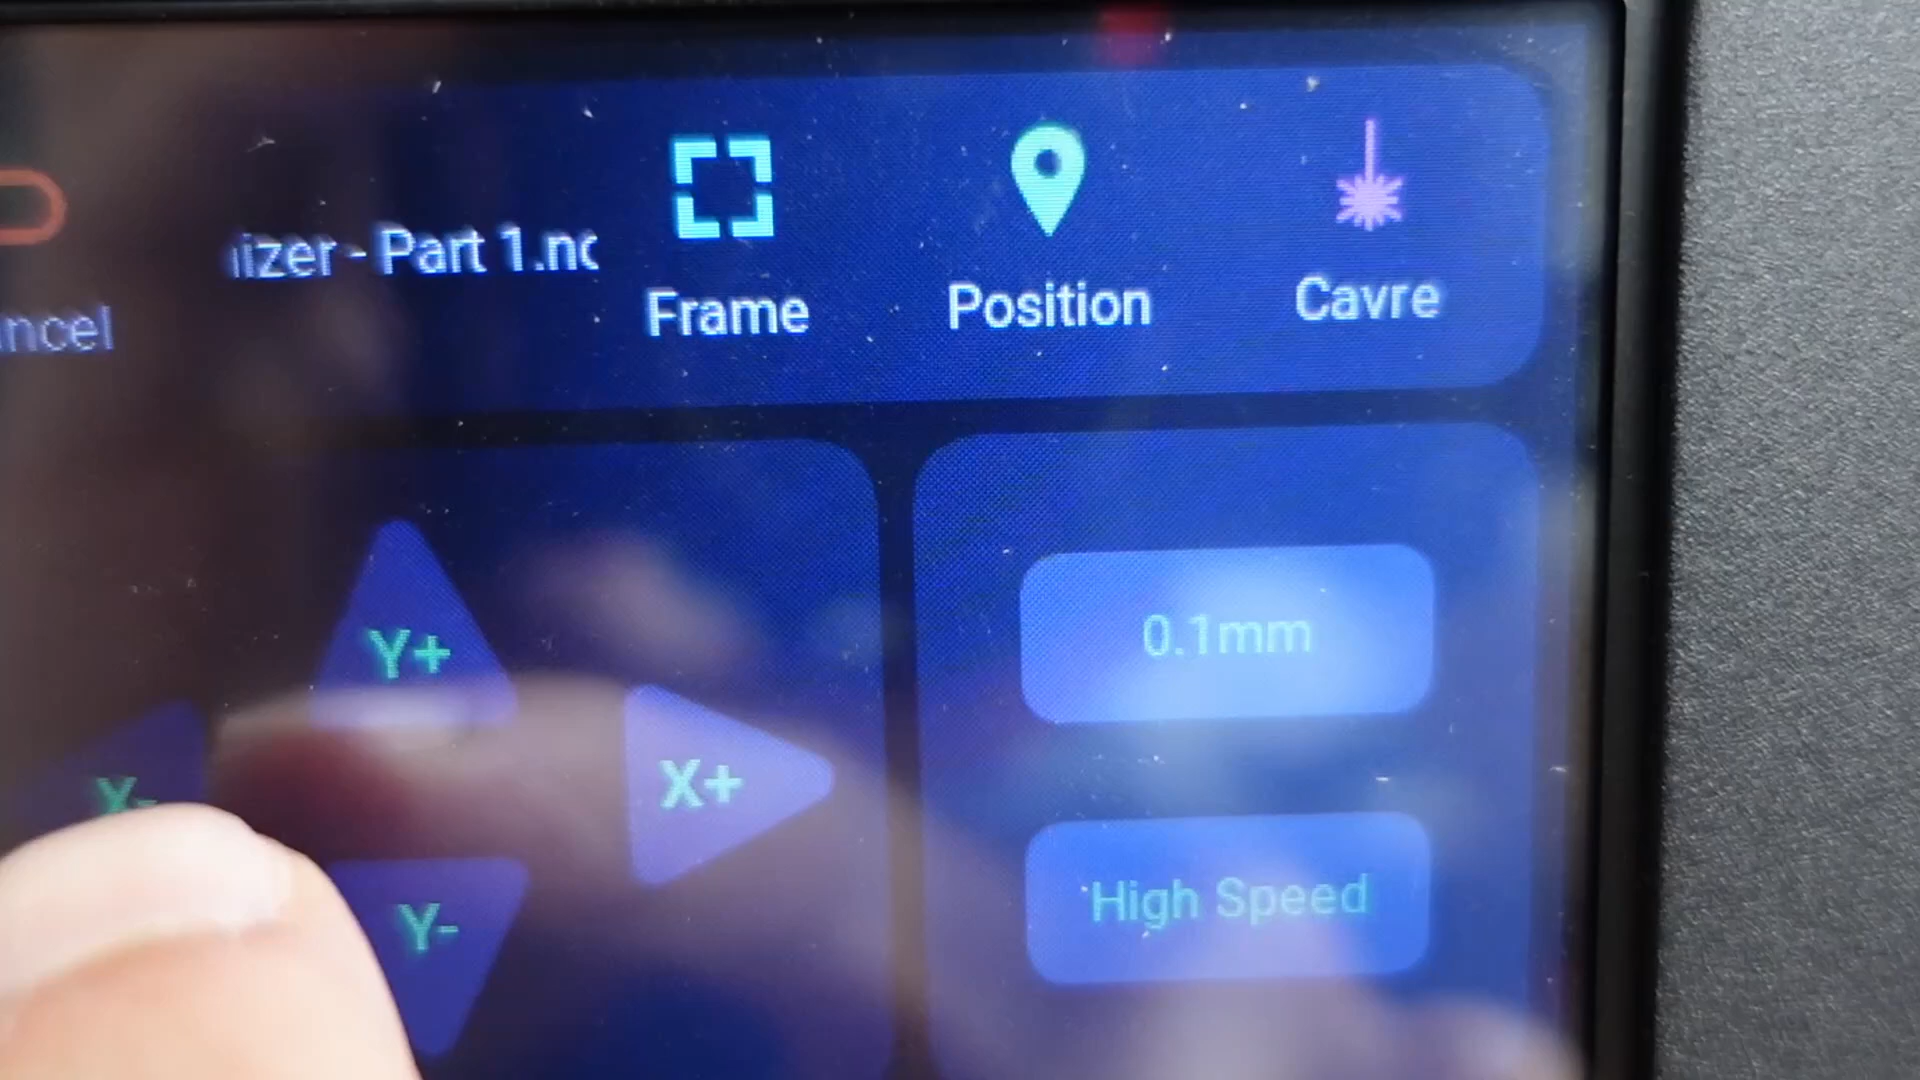 ncel
izer - Part 1.nc
Frame
Position
Cavre
Y+
X-
X+
Y-
0.1mm
High Speed